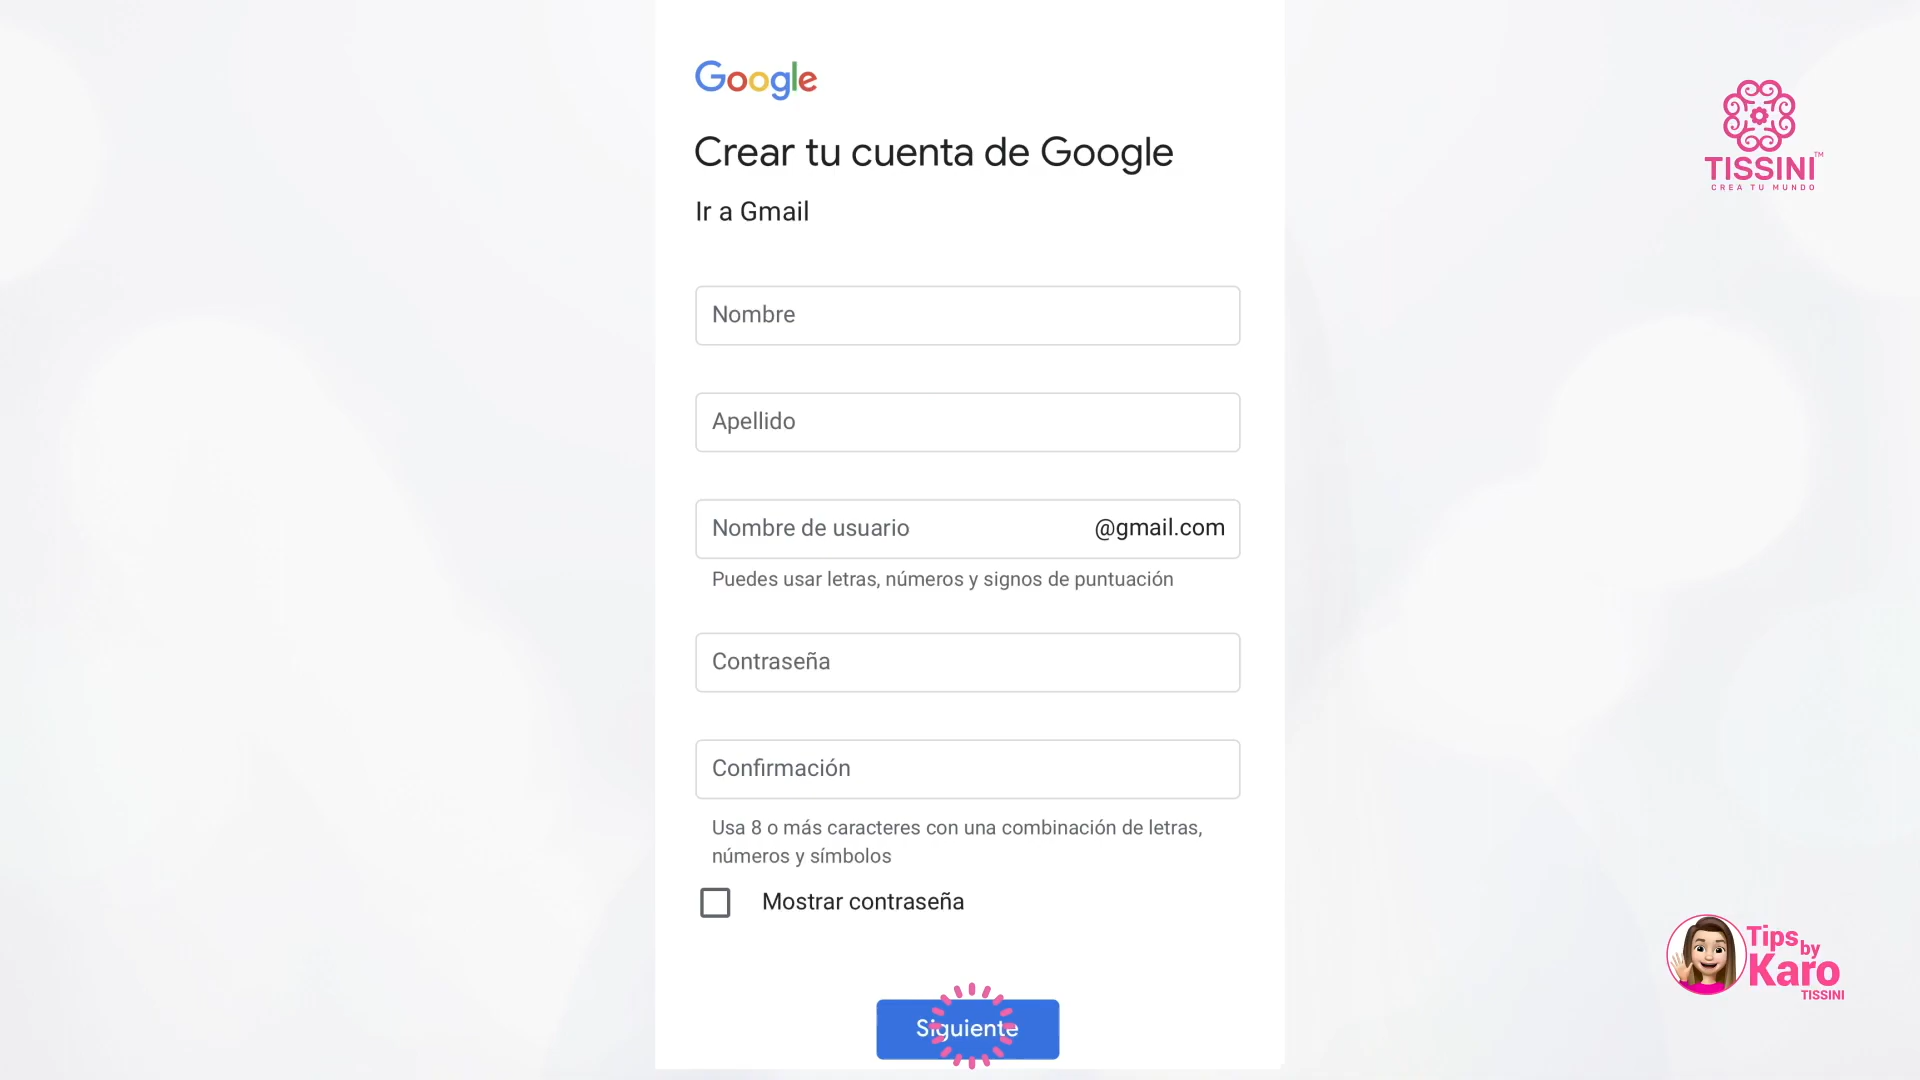 Google
Crear tu cuenta de Google
Ir a Gmail
Nombre
Apellido
Nombre de usuario @gmail.com
Puedes usar letras, números y signos de puntuación
Contraseña
Confirmación
Usa 8 o más caracteres con una combinación de letras,
números y símbolos
Mostrar contraseña
Siguiente
TISSINI™
CREA TU MUNDO
Tips by
Karo
TISSINI